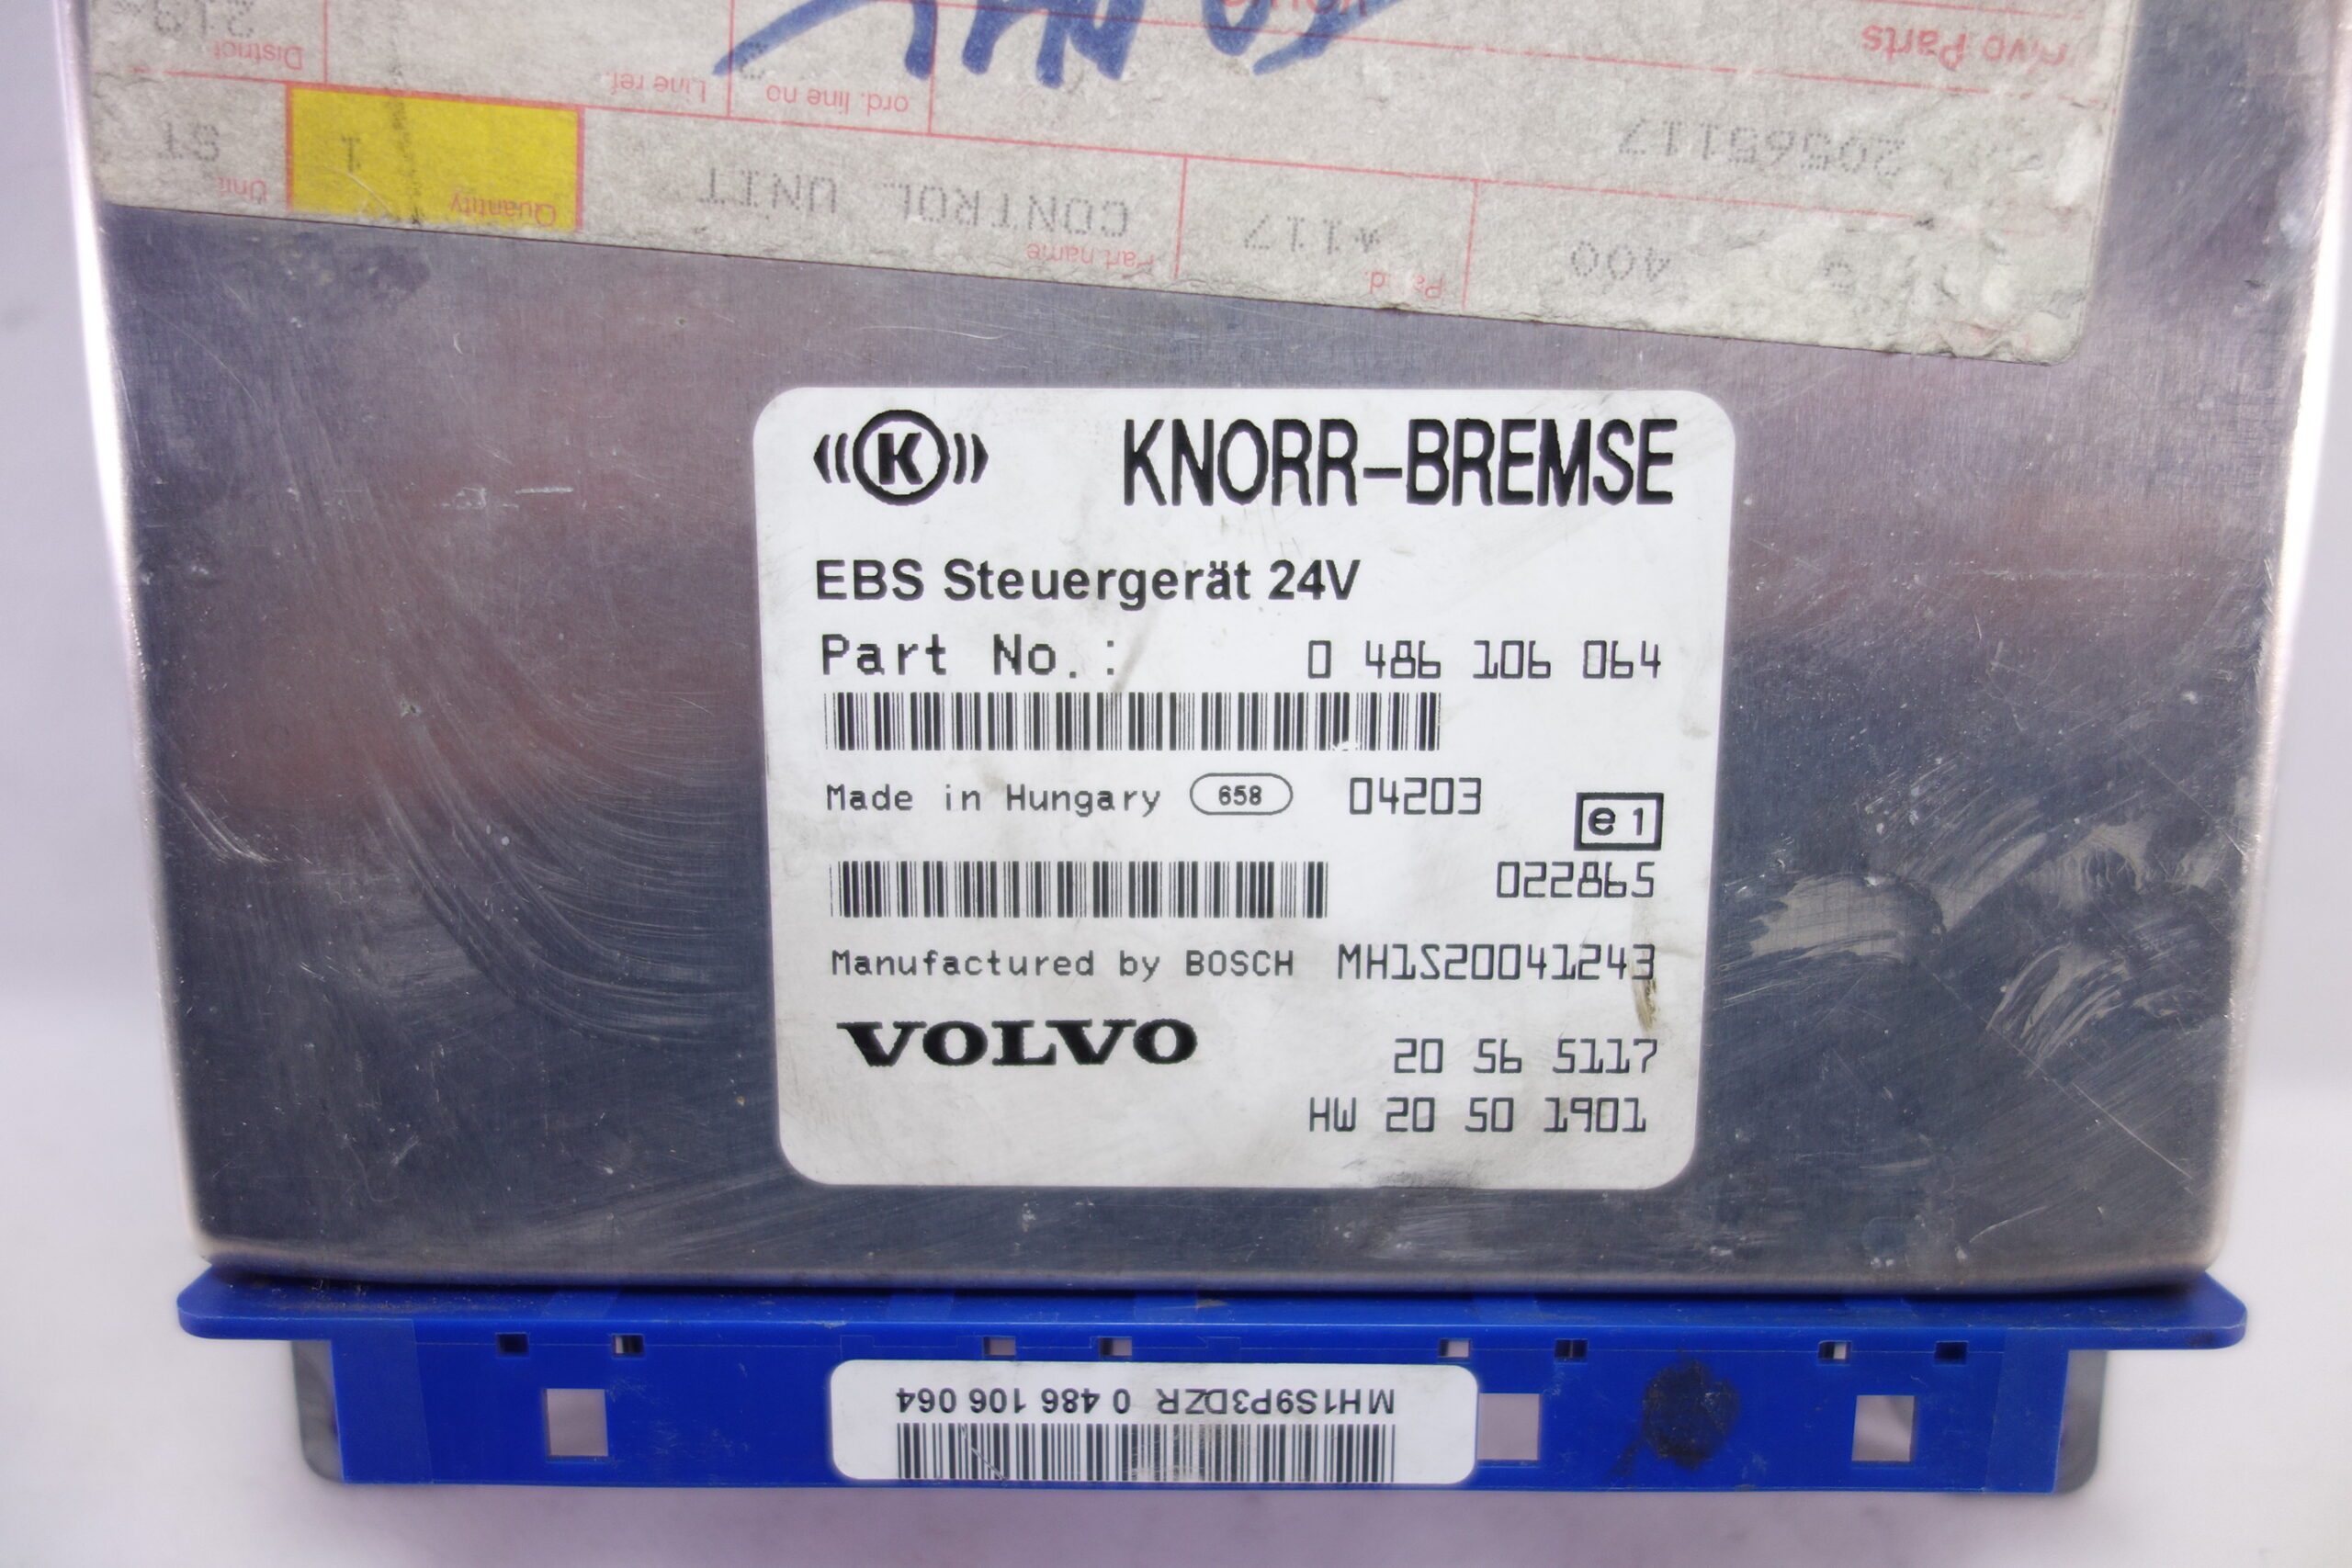 Volvo Parts
20565117
ord. line no
Line ref.
District
219
400
Part name
*117
CONTROL UNIT
Quantity
1
Unit
ST
K
KNORR-BREMSE
EBS Steuergerät 24V
Part No.: 0 486 106 064
Made in Hungary 658 04203
e1
022865
Manufactured by BOSCH MH1S20041243
VOLVO 20 56 5117
HW 20 50 1901
MH1S9P3DZR 0 486 106 064